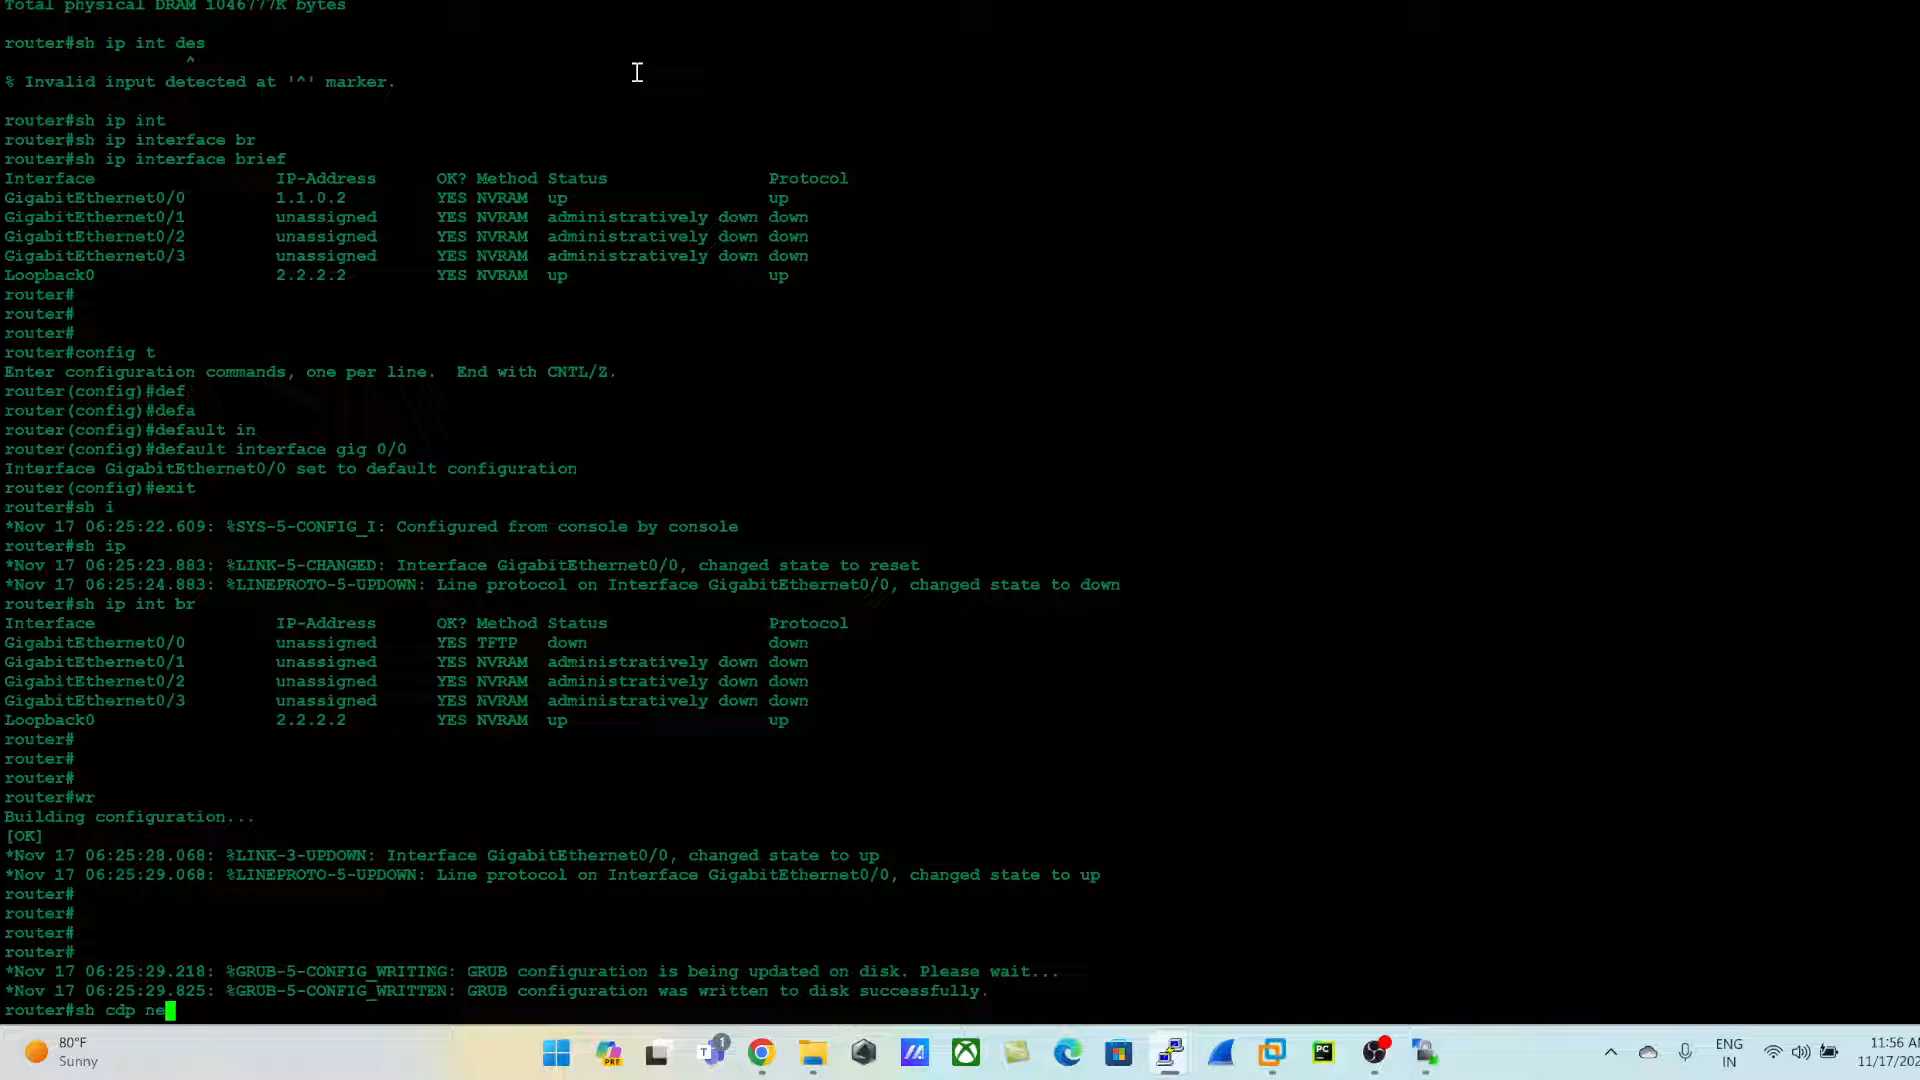 Total physical DRAM 1046777K bytes
router#sh ip int des
^
% Invalid input detected at '^' marker.
router#sh ip int
router#sh ip interface br
router#sh ip interface brief
Interface IP-Address OK? Method Status Protocol
GigabitEthernet0/0 1.1.0.2 YES NVRAM up up
GigabitEthernet0/1 unassigned YES NVRAM administratively down down
GigabitEthernet0/2 unassigned YES NVRAM administratively down down
GigabitEthernet0/3 unassigned YES NVRAM administratively down down
Loopback0 2.2.2.2 YES NVRAM up up
router#
router#
router#
router#config t
Enter configuration commands, one per line. End with CNTL/Z.
router(config)#def
router(config)#defa
router(config)#default in
router(config)#default interface gig 0/0
Interface GigabitEthernet0/0 set to default configuration
router(config)#exit
router#sh i
*Nov 17 06:25:22.609: %SYS-5-CONFIG_I: Configured from console by console
router#sh ip
*Nov 17 06:25:23.883: %LINK-5-CHANGED: Interface GigabitEthernet0/0, changed state to reset
*Nov 17 06:25:24.883: %LINEPROTO-5-UPDOWN: Line protocol on Interface GigabitEthernet0/0, changed state to down
router#sh ip int br
Interface IP-Address OK? Method Status Protocol
GigabitEthernet0/0 unassigned YES TFTP down down
GigabitEthernet0/1 unassigned YES NVRAM administratively down down
GigabitEthernet0/2 unassigned YES NVRAM administratively down down
GigabitEthernet0/3 unassigned YES NVRAM administratively down down
Loopback0 2.2.2.2 YES NVRAM up up
router#
router#
router#
router#wr
Building configuration...
[OK]
*Nov 17 06:25:28.068: %LINK-3-UPDOWN: Interface GigabitEthernet0/0, changed state to up
*Nov 17 06:25:29.068: %LINEPROTO-5-UPDOWN: Line protocol on Interface GigabitEthernet0/0, changed state to up
router#
router#
router#
router#
*Nov 17 06:25:29.218: %GRUB-5-CONFIG_WRITING: GRUB configuration is being updated on disk. Please wait...
*Nov 17 06:25:29.825: %GRUB-5-CONFIG_WRITTEN: GRUB configuration was written to disk successfully.
router#sh cdp ne
80°F
Sunny
PRE
1
PC
ENG
IN
11:56 A
11/17/202